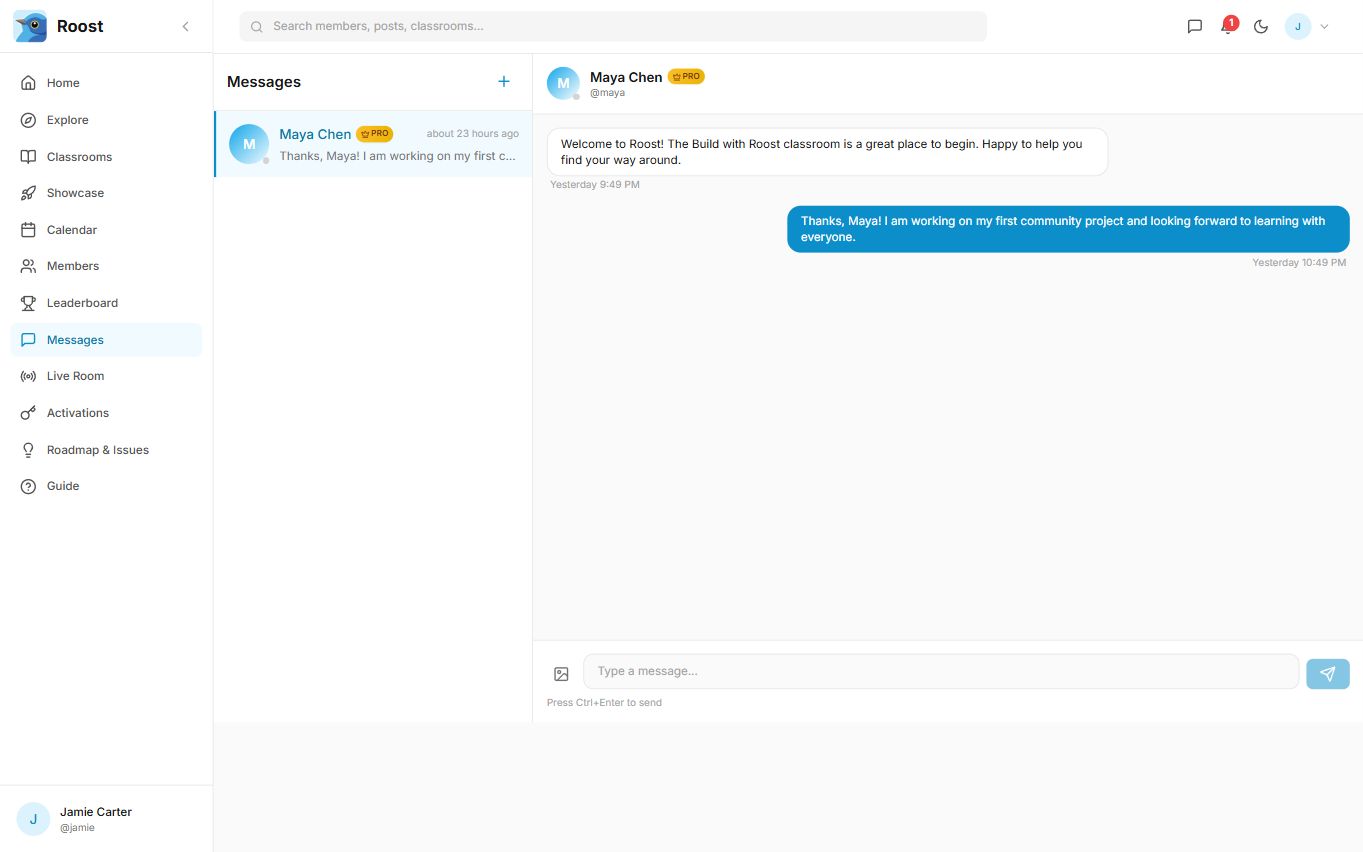 Roost
Search members, posts, classrooms...
1
J
Home
Explore
Classrooms
Showcase
Calendar
Members
Leaderboard
Messages
Live Room
Activations
Roadmap & Issues
Guide
J
Jamie Carter
@jamie
Messages
M
Maya Chen PRO about 23 hours ago
Thanks, Maya! I am working on my first c...
M
Maya Chen PRO
@maya
Welcome to Roost! The Build with Roost classroom is a great place to begin. Happy to help you
find your way around.
Yesterday 9:49 PM
Thanks, Maya! I am working on my first community project and looking forward to learning with
everyone.
Yesterday 10:49 PM
Type a message...
Press Ctrl+Enter to send